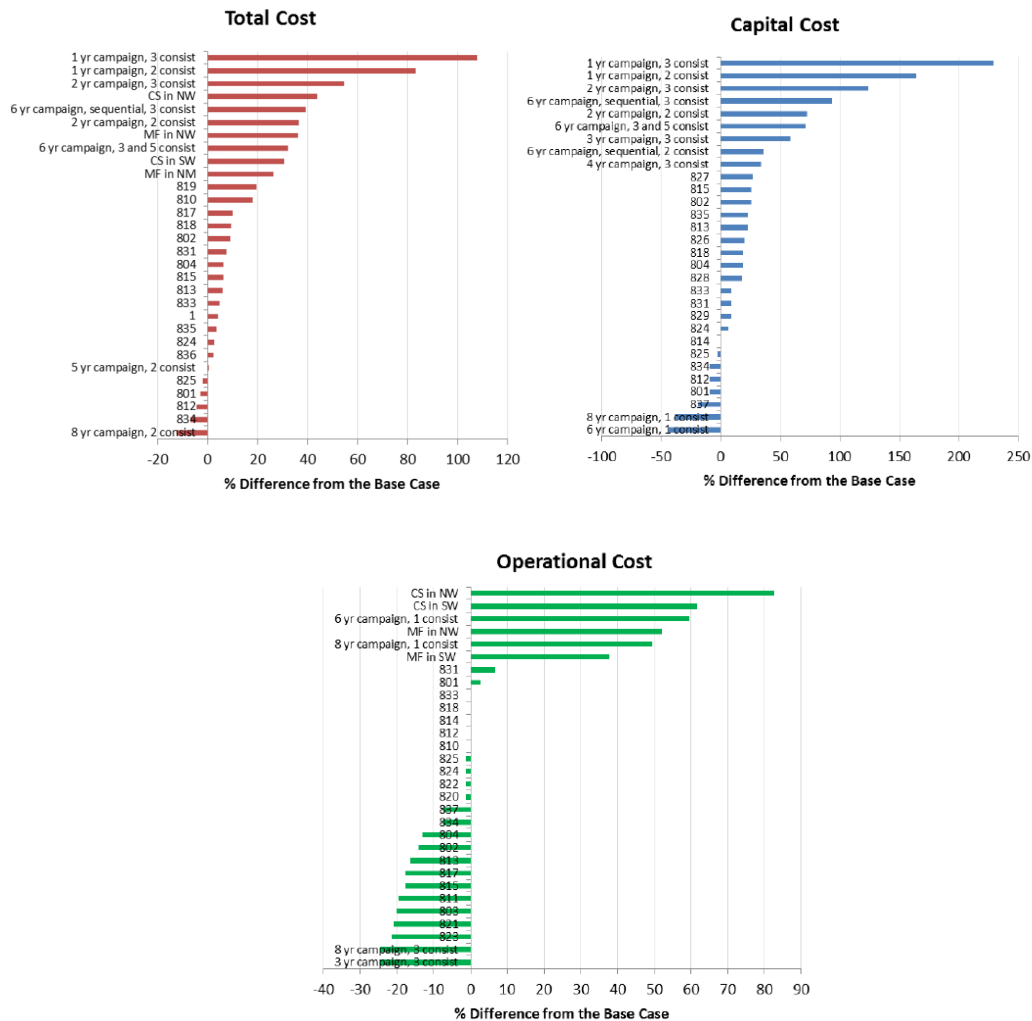 Total Cost
1 yr campaign, 3 consist
1 yr campaign, 2 consist
2 yr campaign, 3 consist
CS in NW
6 yr campaign, sequential, 3 consist
2 yr campaign, 2 consist
MF in NW
6 yr campaign, 3 and 5 consist
CS in SW
MF in NM
819
810
817
818
802
831
804
815
813
833
1
835
824
836
5 yr campaign, 2 consist
825
801
812
834
8 yr campaign, 2 consist
-20 0 20 40 60 80 100 120
% Difference from the Base Case
Capital Cost
1 yr campaign, 3 consist
1 yr campaign, 2 consist
2 yr campaign, 3 consist
6 yr campaign, sequential, 3 consist
2 yr campaign, 2 consist
6 yr campaign, 3 and 5 consist
3 yr campaign, 3 consist
6 yr campaign, sequential, 2 consist
4 yr campaign, 3 consist
827
815
802
835
813
826
818
804
828
833
831
829
824
814
825
834
812
801
837
8 yr campaign, 1 consist
6 yr campaign, 1 consist
-100 -50 0 50 100 150 200 250
% Difference from the Base Case
Operational Cost
CS in NW
CS in SW
6 yr campaign, 1 consist
MF in NW
8 yr campaign, 1 consist
MF in SW
831
801
833
818
814
812
810
825
824
822
820
837
834
804
802
813
817
815
811
803
821
823
8 yr campaign, 3 consist
3 yr campaign, 3 consist
-40 -30 -20 -10 0 10 20 30 40 50 60 70 80 90
% Difference from the Base Case